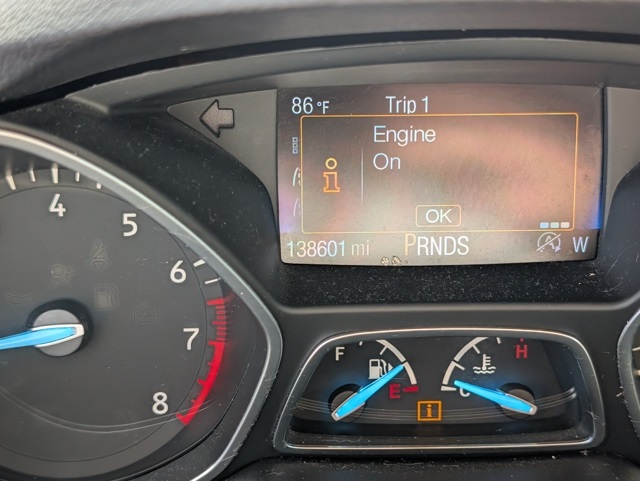 86 °F Trip 1
Engine
On
i
OK
138601 mi PRNDS A W
4 5 6 7 8
F E
C H
i